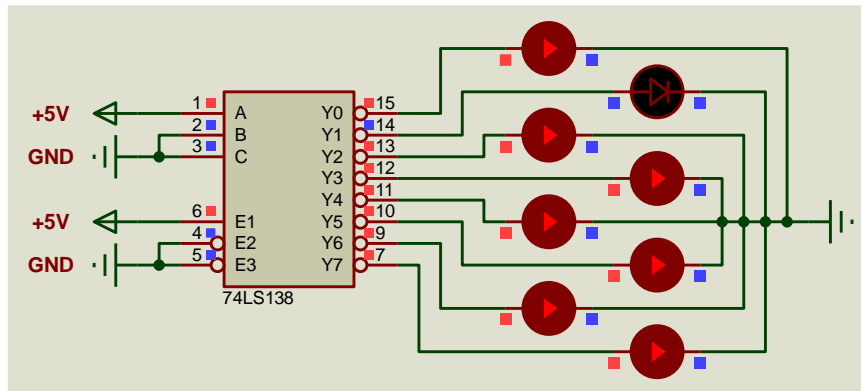 +5V 1 A Y0 15
2 B Y1 14
GND 3 C Y2 13
Y3 12
Y4 11
+5V 6 E1 Y5 10
4 E2 Y6 9
GND 5 E3 Y7 7
74LS138